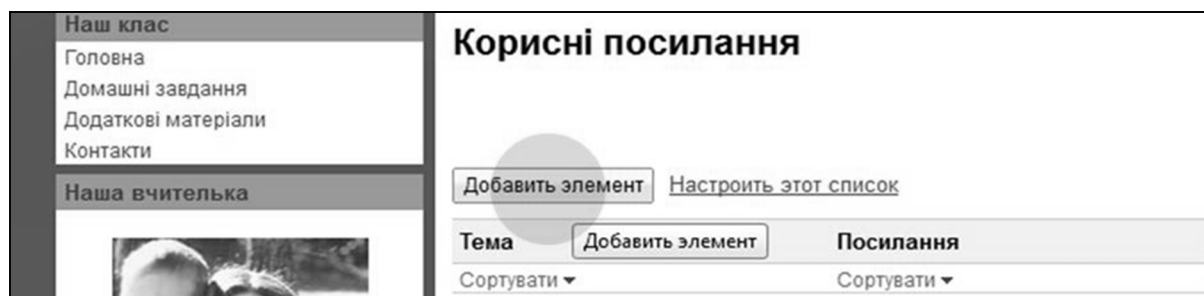 Наш клас
Головна
Домашні завдання
Додаткові матеріали
Контакти
Наша вчителька
Корисні посилання
Добавить элемент Настроить этот список
Тема Добавить элемент Посилання
Сортувати Сортувати